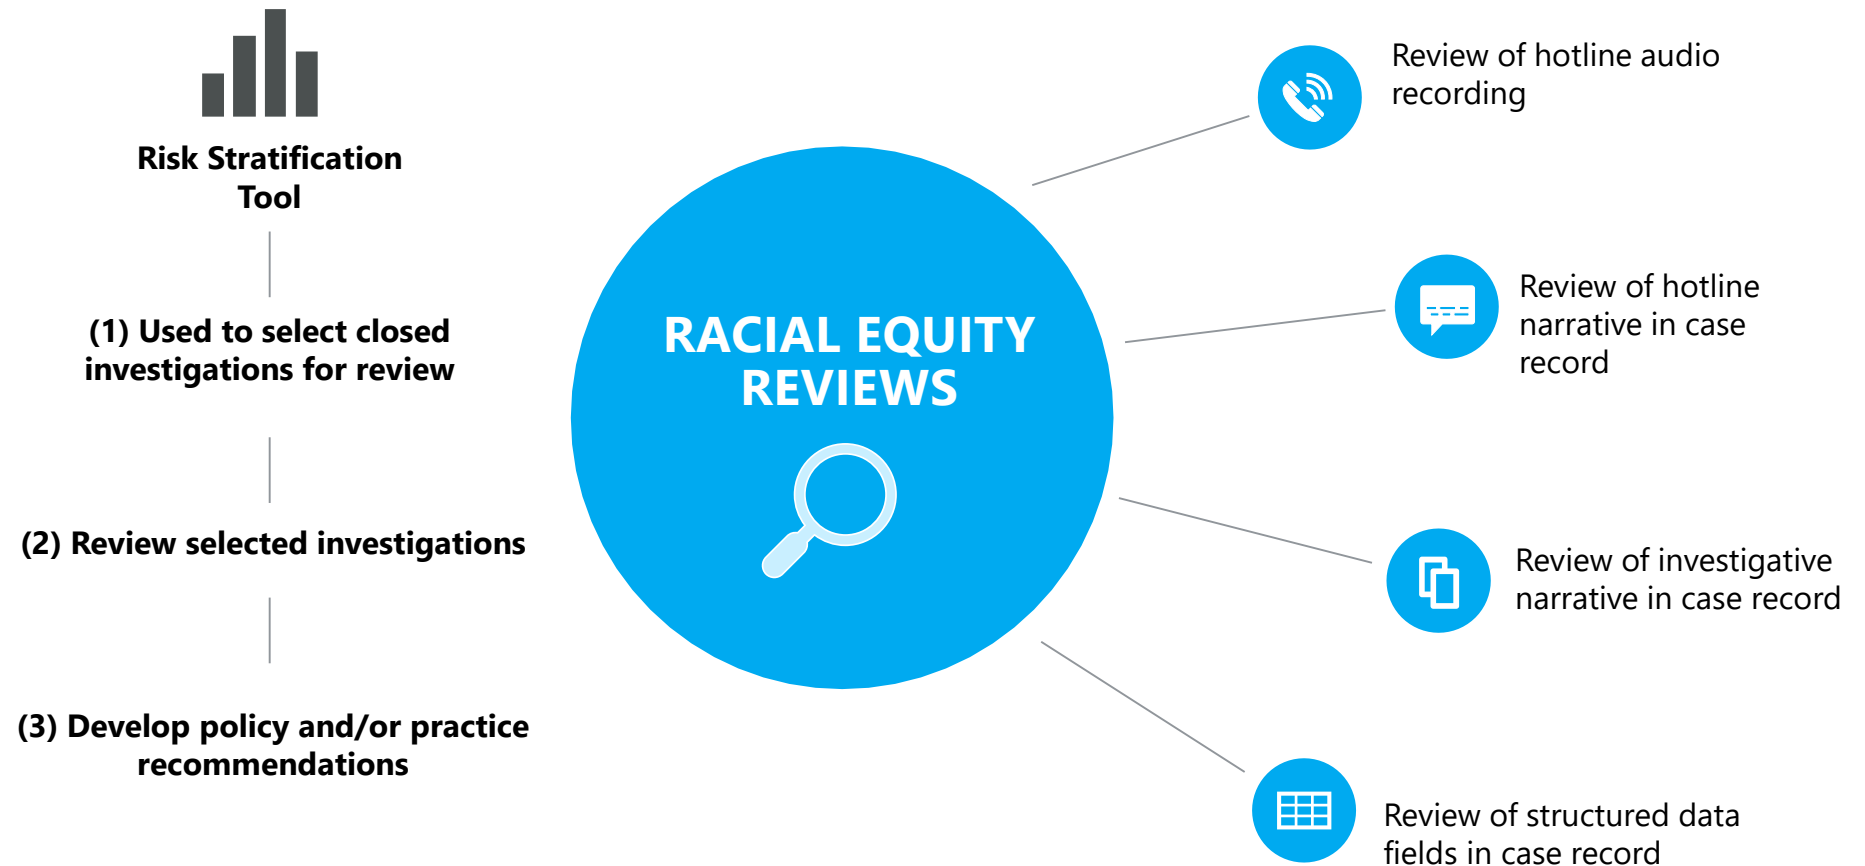 Risk Stratification
Tool
(1) Used to select closed
investigations for review
(2) Review selected investigations
(3) Develop policy and/or practice
recommendations
RACIAL EQUITY
REVIEWS
Review of hotline audio
recording
Review of hotline
narrative in case
record
Review of investigative
narrative in case record
Review of structured data
fields in case record